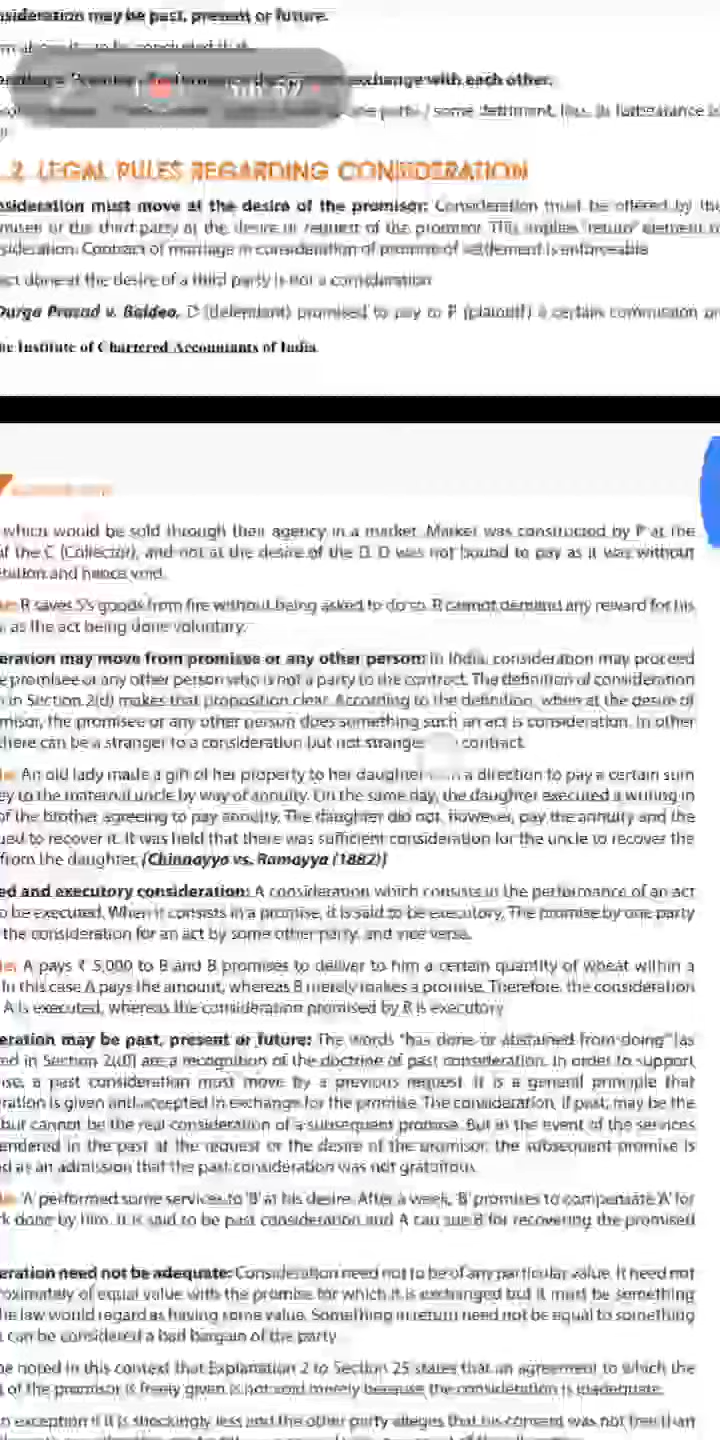 nsideration may be past, present or future.
exchange with each other.
.2 LEGAL RULES REGARDING CONSIDERATION
nsideration must move at the desire of the promisor: Consideration must be offered by the
misee or the third party at the desire or request of the promisor. This implies "return" element of
sideration. Contract of marriage in consideration of promise of settlement is enforceable
act done at the desire of a third party is not a consideration
Durga Prasad v. Baldeo, D (defendant) promised to pay to P (plaintiff) a certain commission on
he Institute of Chartered Accountants of India
which would be sold through their agency in a market. Market was constructed by P at the
f the C (Collector), and not at the desire of the D. D was not bound to pay as it was without
and hence void.
R saves S's goods from fire without being asked to do so. R cannot demand any reward for his
, as the act being done voluntary.
eration may move from promisee or any other person: In India, consideration may proceed
e promisee or any other person who is not a party to the contract. The definition of consideration
in Section 2(d) makes that proposition clear. According to the definition, when at the desire of
misor, the promisee or any other person does something such an act is consideration. In other
there can be a stranger to a consideration but not stranger contract.
An old lady made a gift of her property to her daughter a direction to pay a certain sum
ey to the maternal uncle by way of annuity. On the same day, the daughter executed a writing in
of the brother agreeing to pay annuity. The daughter did not, however, pay the annuity and the
ued to recover it. It was held that there was sufficient consideration for the uncle to recover the
from the daughter. [Chinnayya vs. Ramayya (1882)]
ed and executory consideration: A consideration which consists in the performance of an act
o be executed. When it consists in a promise, it is said to be executory. The promise by one party
the consideration for an act by some other party, and vice versa.
A pays ₹ 5,000 to B and B promises to deliver to him a certain quantity of wheat within a
In this case A pays the amount, whereas B merely makes a promise. Therefore, the consideration
A is executed, whereas the consideration promised by B is executory
eration may be past, present or future: The words "has done or abstained from doing" [as
ed in Section 2(d)] are a recognition of the doctrine of past consideration. In order to support
ise, a past consideration must move by a previous request. It is a general principle that
ration is given and accepted in exchange for the promise. The consideration, if past, may be the
but cannot be the real consideration of a subsequent promise. But in the event of the services
endered in the past at the request or the desire of the promisor, the subsequent promise is
d as an admission that the past consideration was not gratuitous.
'A' performed some services to 'B' at his desire. After a week, 'B' promises to compensate 'A' for
k done by him. It is said to be past consideration and A can sue B for recovering the promised
eration need not be adequate: Consideration need not to be of any particular value. It need not
roximately of equal value with the promise for which it is exchanged but it must be something
he law would regard as having some value. Something in return need not be equal to something
can be considered a bad bargain of the party
be noted in this context that Explanation 2 to Section 25 states that an agreement to which the
of the promisor is freely given is not void merely because the consideration is inadequate.
n exception if it is shockingly less and the other party alleges that his consent was not free than